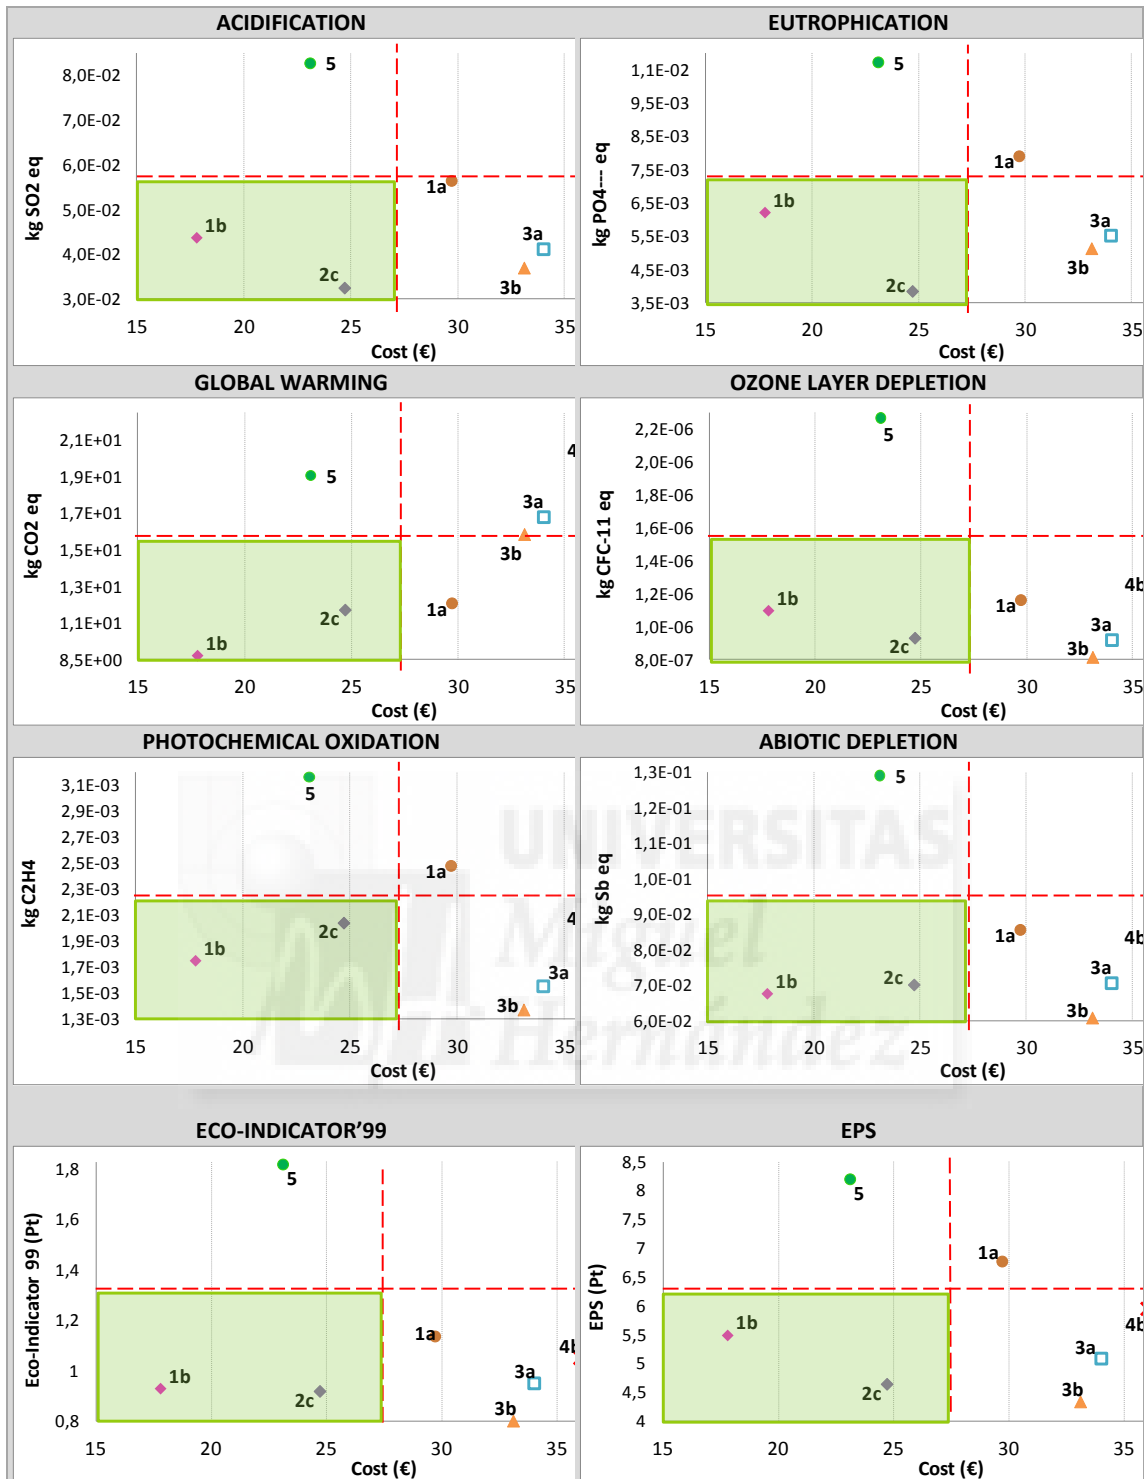 ACIDIFICATION
kg SO2 eq
8,0E-02
7,0E-02
6,0E-02
5,0E-02
4,0E-02
3,0E-02
5
1a
1b
3a
2c
3b
15 20 25 30 35
Cost (€)
EUTROPHICATION
kg PO4--- eq
1,1E-02
9,5E-03
8,5E-03
7,5E-03
6,5E-03
5,5E-03
4,5E-03
3,5E-03
5
1a
1b
3a
3b
2c
15 20 25 30 35
Cost (€)
GLOBAL WARMING
kg CO2 eq
2,1E+01
1,9E+01
1,7E+01
1,5E+01
1,3E+01
1,1E+01
8,5E+00
4
5
3a
3b
2c
1a
1b
15 20 25 30 35
Cost (€)
OZONE LAYER DEPLETION
kg CFC-11 eq
2,2E-06
2,0E-06
1,8E-06
1,6E-06
1,4E-06
1,2E-06
1,0E-06
8,0E-07
5
4b
1b
1a
3a
2c
3b
15 20 25 30 35
Cost (€)
PHOTOCHEMICAL OXIDATION
kg C2H4
3,1E-03
2,9E-03
2,7E-03
2,5E-03
2,3E-03
2,1E-03
1,9E-03
1,7E-03
1,5E-03
1,3E-03
5
1a
4
2c
1b
3a
3b
15 20 25 30 35
Cost (€)
ABIOTIC DEPLETION
kg Sb eq
1,3E-01
1,2E-01
1,1E-01
1,0E-01
9,0E-02
8,0E-02
7,0E-02
6,0E-02
5
1a
4b
1b
2c
3a
3b
15 20 25 30 35
Cost (€)
UNIVERSITAS
Miguel
Hernández
ECO-INDICATOR’99
Eco-Indicator 99 (Pt)
1,8
1,6
1,4
1,2
1
0,8
5
1a
4b
1b
2c
3a
3b
15 20 25 30 35
Cost (€)
EPS
EPS (Pt)
8,5
8
7,5
7
6,5
6
5,5
5
4,5
4
5
1a
1b
4b
3a
2c
3b
15 20 25 30 35
Cost (€)